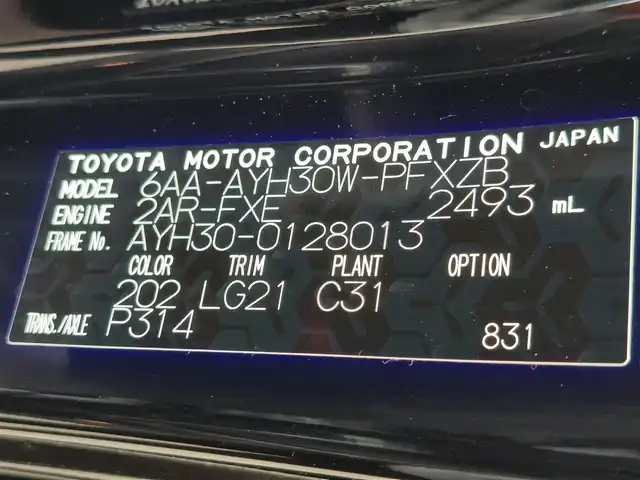 TOYOTA MOTOR CORPORATION JAPAN
MODEL 6AA-AYH30W-PFXZB
ENGINE 2AR-FXE 2493 mL
FRAME No. AYH30-0128013
COLOR TRIM PLANT OPTION
202 LG21 C31
TRANS./AXLE P314 831